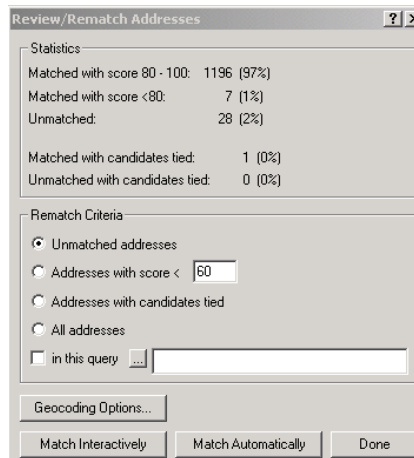 Review/Rematch Addresses
Statistics
Matched with score 80 - 100: 1196 (97%)
Matched with score <80: 7 (1%)
Unmatched: 28 (2%)
Matched with candidates tied: 1 (0%)
Unmatched with candidates tied: 0 (0%)
Rematch Criteria
Unmatched addresses
Addresses with score < 60
Addresses with candidates tied
All addresses
in this query ...
Geocoding Options...
Match Interactively Match Automatically Done